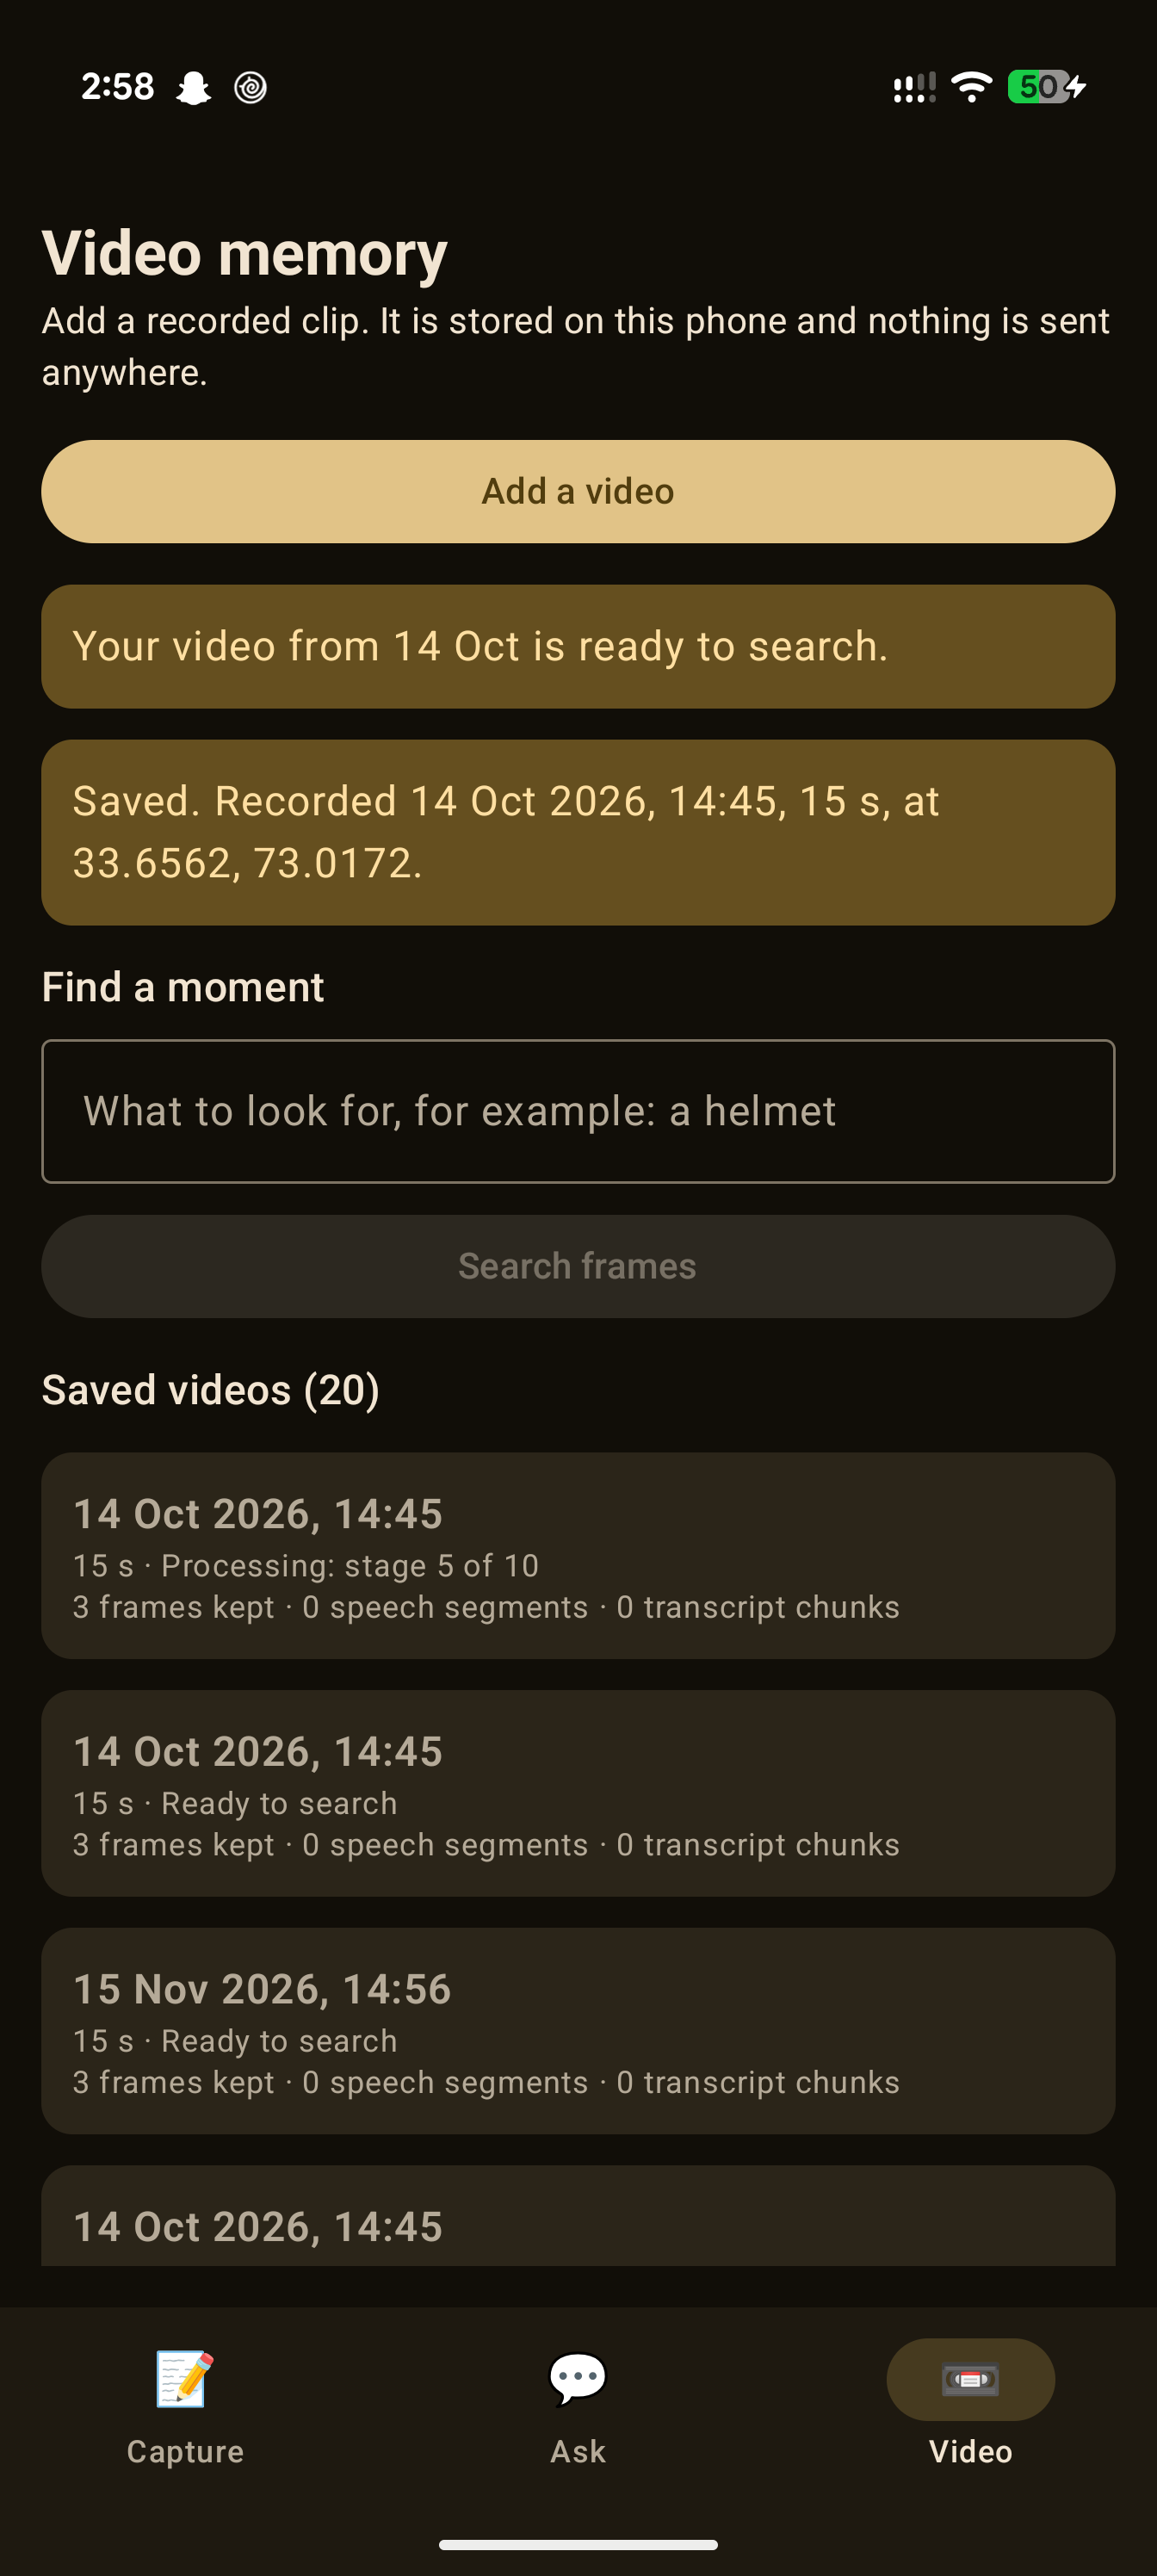 2:58
50
Video memory
Add a recorded clip. It is stored on this phone and nothing is sent
anywhere.
Add a video
Your video from 14 Oct is ready to search.
Saved. Recorded 14 Oct 2026, 14:45, 15 s, at
33.6562, 73.0172.
Find a moment
What to look for, for example: a helmet
Search frames
Saved videos (20)
14 Oct 2026, 14:45
15 s · Processing: stage 5 of 10
3 frames kept · 0 speech segments · 0 transcript chunks
14 Oct 2026, 14:45
15 s · Ready to search
3 frames kept · 0 speech segments · 0 transcript chunks
15 Nov 2026, 14:56
15 s · Ready to search
3 frames kept · 0 speech segments · 0 transcript chunks
14 Oct 2026, 14:45
Capture
Ask
Video